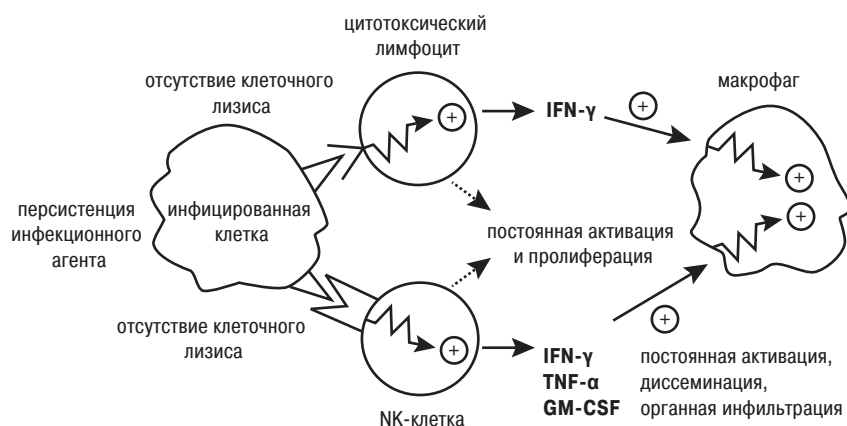 цитотоксический
лимфоцит
отсутствие клеточного
лизиса
макрофаг
+
IFN-γ
+
+
+
персистенция
инфекционного
агента
инфицированная
клетка
постоянная активация
и пролиферация
отсутствие клеточного
лизиса
+
+
IFN-γ
TNF-α
GM-CSF
постоянная активация,
диссеминация,
органная инфильтрация
NK-клетка